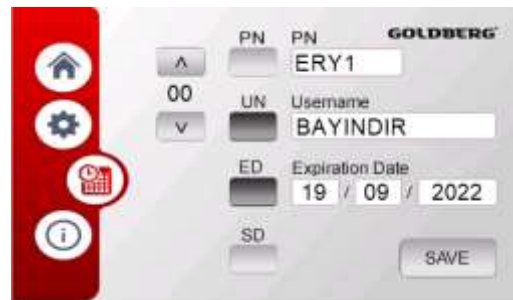 GOLDBERG
PN PN
ERY1
00
UN Username
BAYINDIR
ED Expiration Date
19 / 09 / 2022
SD
SAVE